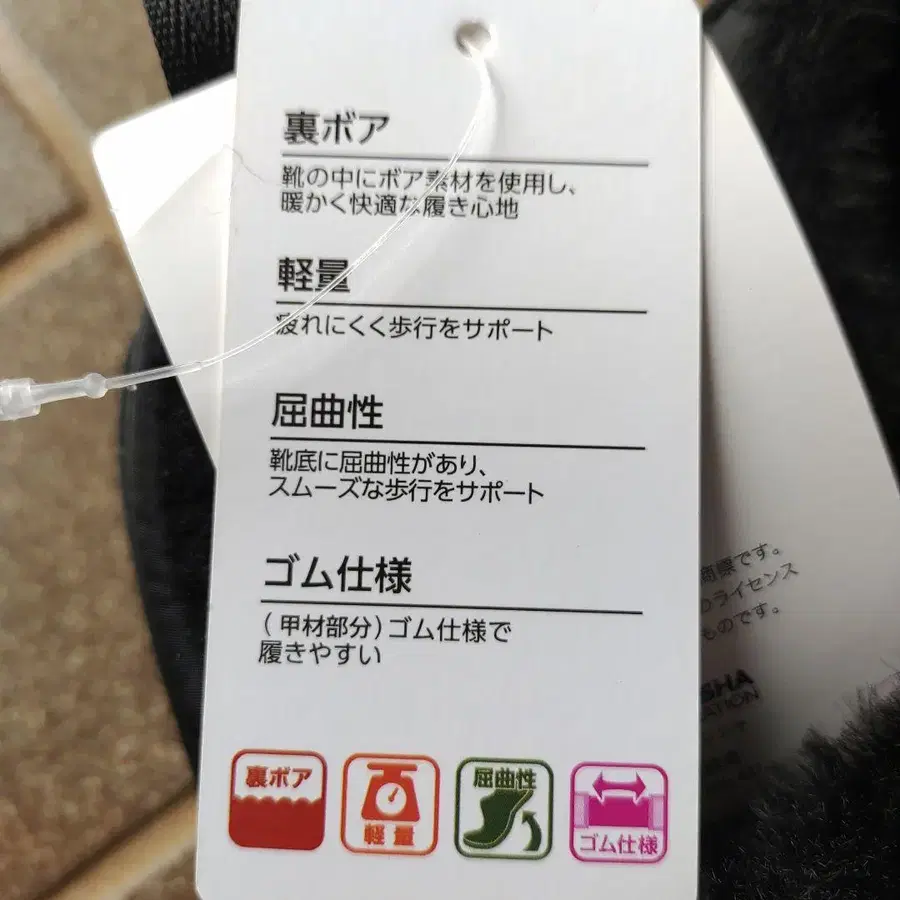 裏ボア
靴の中にボア素材を使用し、
暖かく快適な履き心地
軽量
疲れにくく歩行をサポート
屈曲性
靴底に屈曲性があり、
スムーズな歩行をサポート
ゴム仕様
(甲材部分)ゴム仕様で
履きやすい
裏ボア
軽量
屈曲性
ゴム仕様
商標です。
ライセンス
ものです。
SHA
ATION